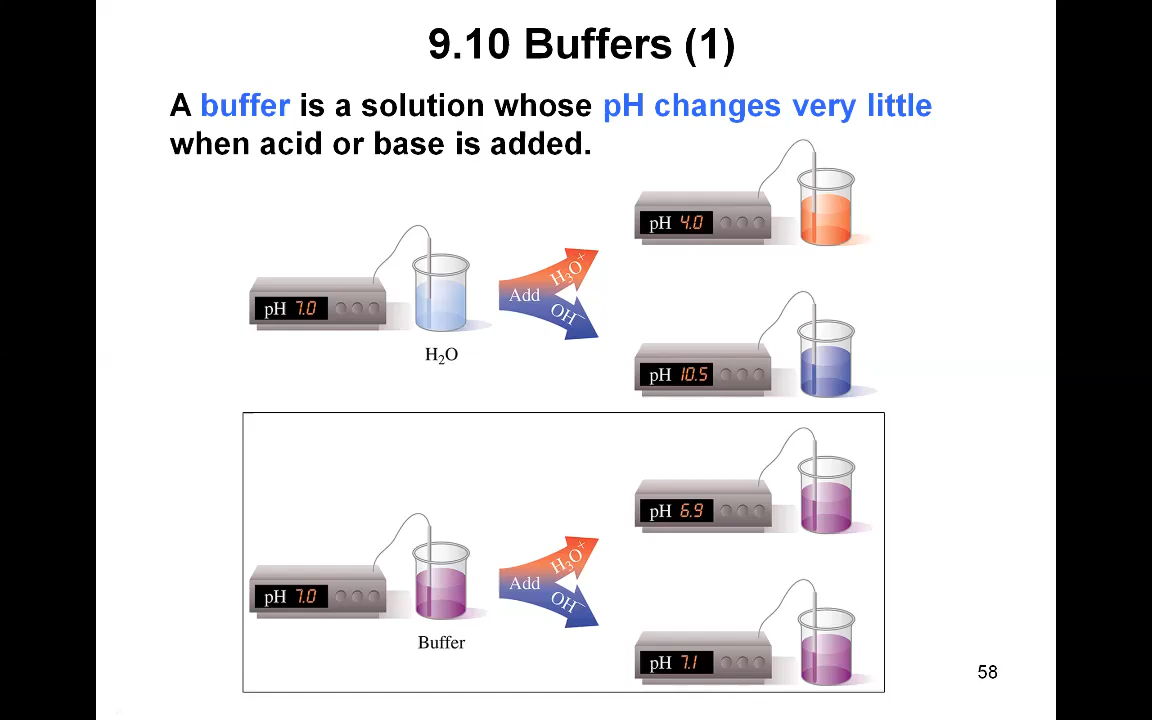 9.10 Buffers (1)
A buffer is a solution whose pH changes very little
when acid or base is added.
pH 4.0
pH 7.0
Add
H₃O⁺
OH⁻
H₂O
pH 10.5
pH 6.9
pH 7.0
Add
H₃O⁺
OH⁻
Buffer
pH 7.1
58